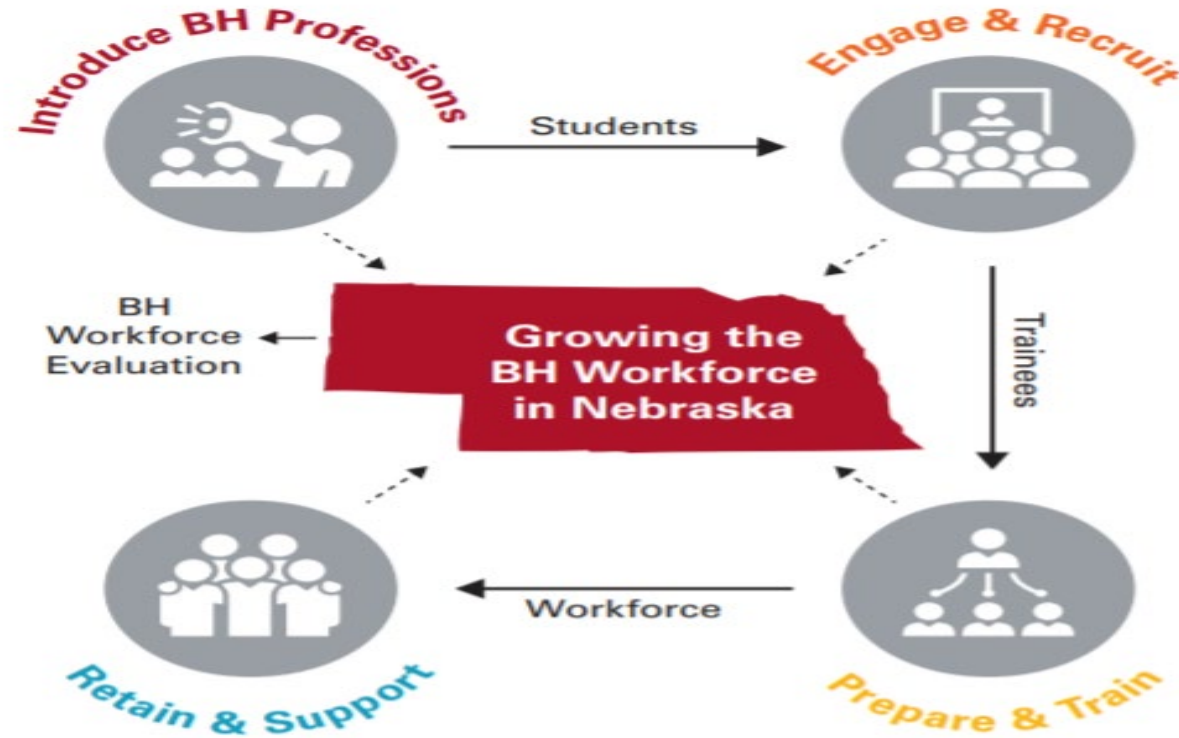 Introduce BH Professions
Engage & Recruit
Students
BH
Workforce
Evaluation
Growing the
BH Workforce
in Nebraska
Trainees
Workforce
Retain & Support
Prepare & Train